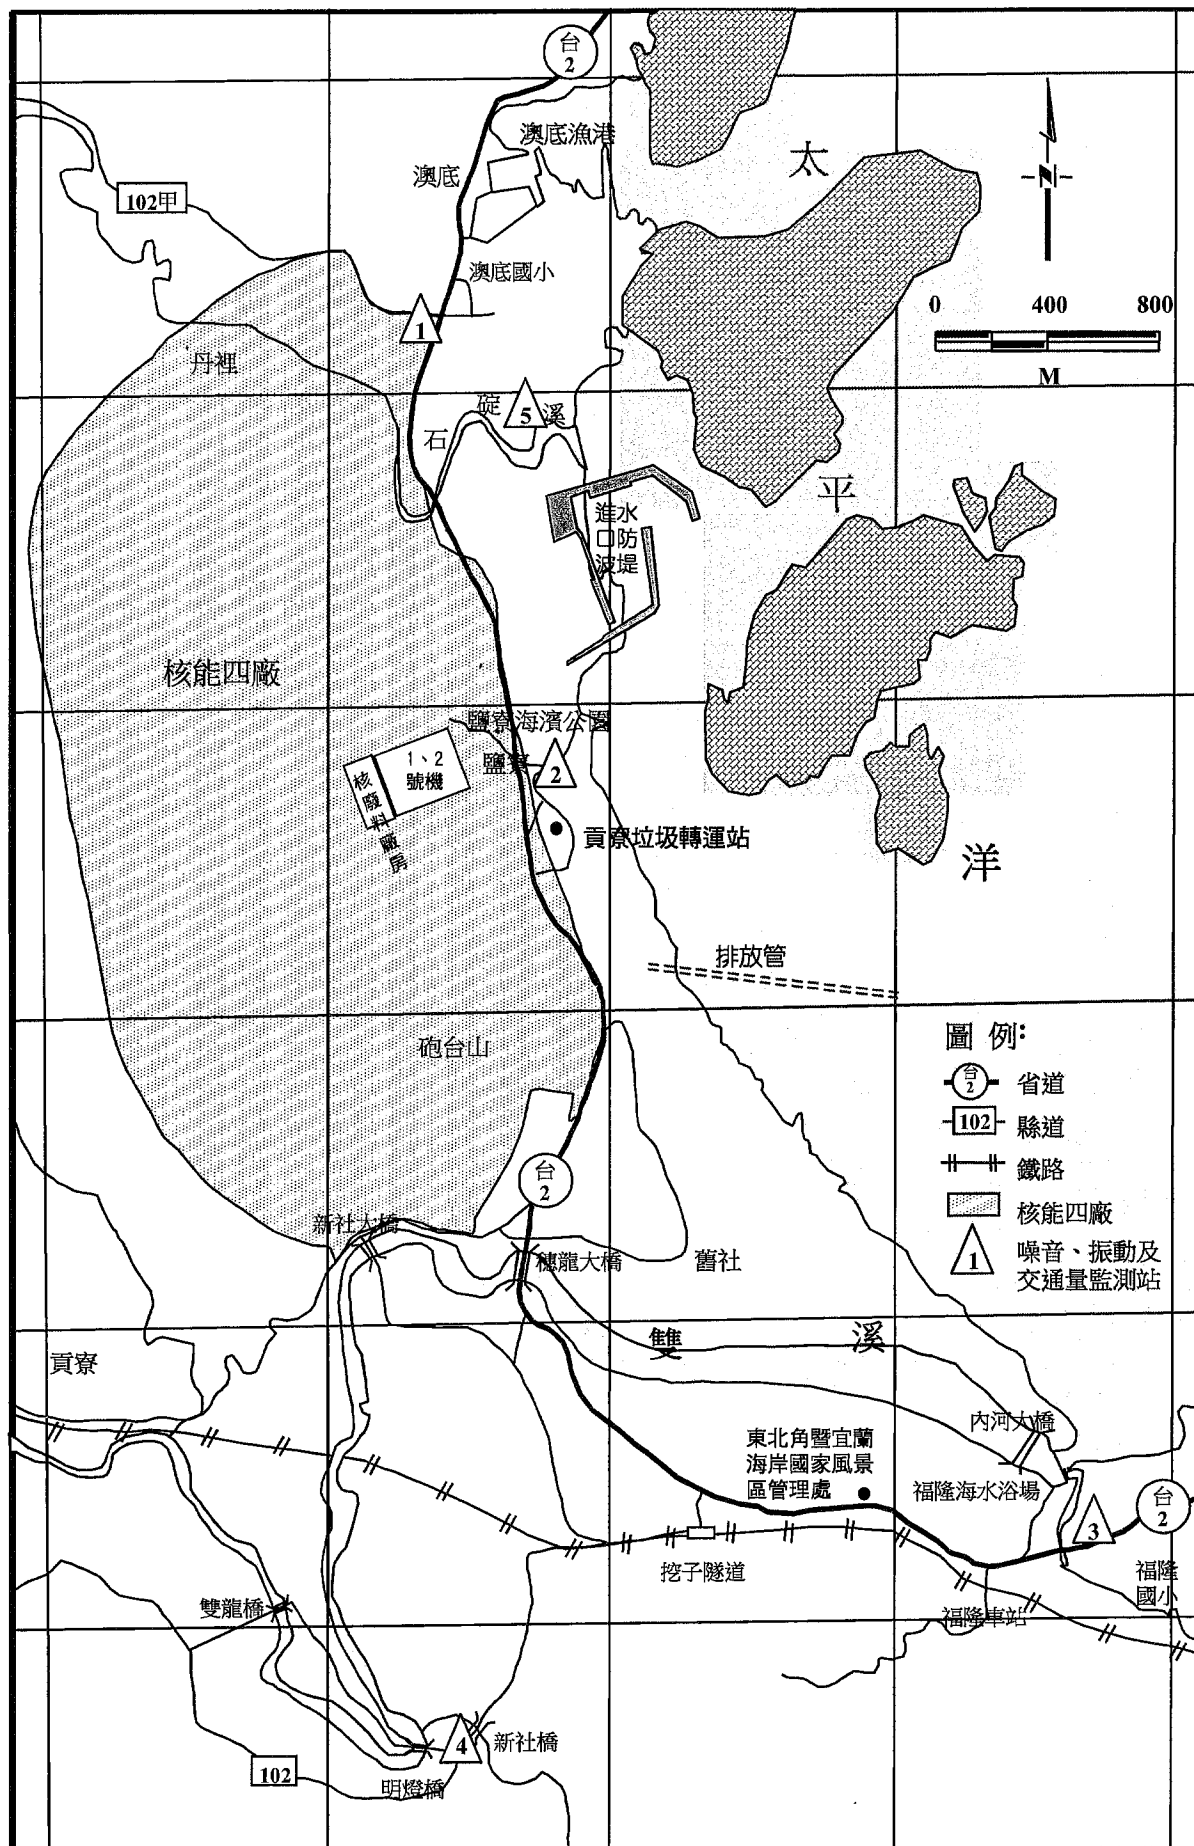 台
2
澳底漁港
太
澳底
102甲
澳底國小
0 400 800
M
1
丹裡
碇
5
溪
石
平
進水
口防
波堤
核能四廠
鹽寮海濱公園
鹽寮
2
1、2
號機
核廢料廠房
貢寮垃圾轉運站
洋
排放管
砲台山
圖 例:
台
2
省道
102
縣道
鐵路
核能四廠
1
噪音、振動及
交通量監測站
台
2
新社大橋
穗龍大橋
舊社
雙
溪
貢寮
內河大橋
東北角暨宜蘭
海岸國家風景
區管理處
福隆海水浴場
台
2
3
挖子隧道
福隆
國小
雙龍橋
福隆車站
4
新社橋
102
明燈橋